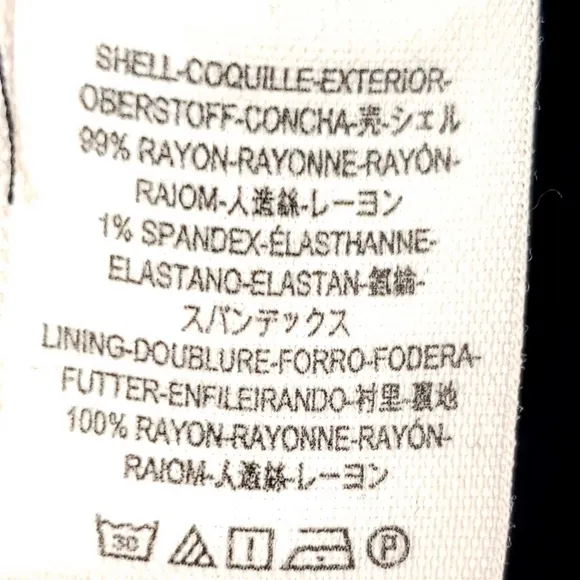 SHELL-COQUILLE-EXTERIOR-
OBERSTOFF-CONCHA-壳-シェル
99% RAYON-RAYONNE-RAYÓN-
RAIOM-人造絲-レーヨン
1% SPANDEX-ÉLASTHANNE-
ELASTANO-ELASTAN-氨綸-
スパンデックス
LINING-DOUBLURE-FORRO-FODERA-
FUTTER-ENFILEIRANDO-衬里-裏地
100% RAYON-RAYONNE-RAYÓN-
RAIOM-人造絲-レーヨン
30 P